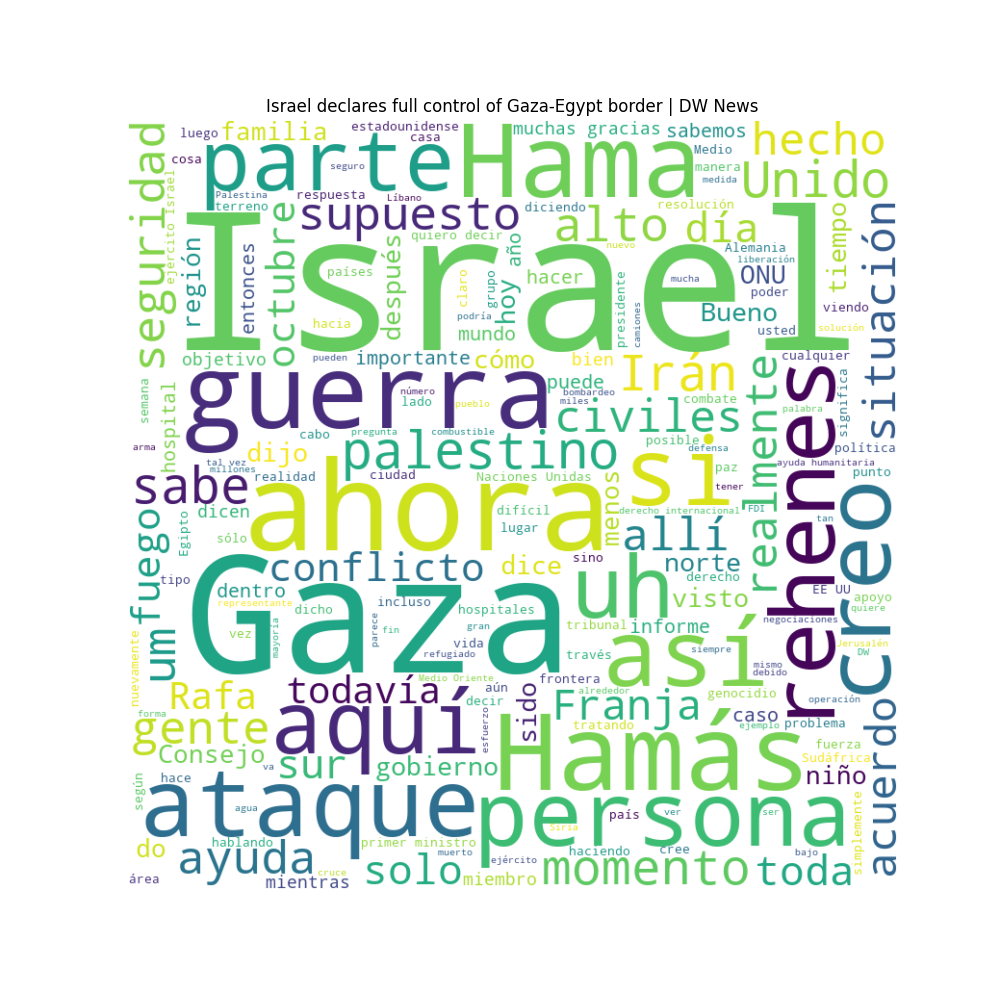 Israel declares full control of Gaza-Egypt border | DW News
luego
familia
estadounidense
casa
muchas gracias
sabemos
hecho
seguridad
cosa
parte
seguro
Hama
Medio
manera
medida
Unido
ejército Israel
Palestina
terreno
respuesta
Líbano
supuesto
diciendo
resolución
alto
día
tiempo
situación
región
entonces
octubre
Israel
quiero decir
después
año
nuevo
Alemania
liberación
países
claro
grupo
hoy
hacer
mucha
ONU
poder
hacia
podría
mundo
presidente
camiones
Bueno
usted
viendo
solución
objetivo
pueden
importante
cómo
bien
Irán
cualquier
semana
hospital
guerra
número
lado
pueblo
puede
bombardeo
miles
civiles
combate
realmente
rehenes
palabra
significa
arma
dijo
cabo
pregunta
combustible
palestino
posible
defensa
política
tal vez
millones
realidad
ciudad
Naciones Unidas
si
paz
tener
ayuda humanitaria
punto
sabe
ahora
menos
creo
dicen
difícil
derecho internacional
FDI
tan
fuego
Egipto
sólo
lugar
allí
tipo
conflicto
dice
sino
norte
derecho
EE UU
apoyo
quiere
um
dentro
representante
Gaza
incluso
uh
visto
dicho
hospitales
negociaciones
vez
mayoría
parece
fin
gran
tribunal
informe
vida
refugiado
través
así
siempre
Jerusalén
DW
mismo
debido
nuevamente
Rafa
todavía
Medio Oriente
aún
frontera
alrededor
genocidio
operación
forma
gente
aquí
decir
esfuerzo
sido
Franja
tratando
caso
ejemplo
problema
acuerdo
Consejo
sur
gobierno
Hamás
fuerza
Sudáfrica
según
hace
va
niño
ataque
agua
persona
Siria
país
ver
ser
simplemente
do
hablando
primer ministro
muerto
ejército
haciendo
cree
bajo
ayuda
área
mientras
cruce
solo
miembro
momento
toda